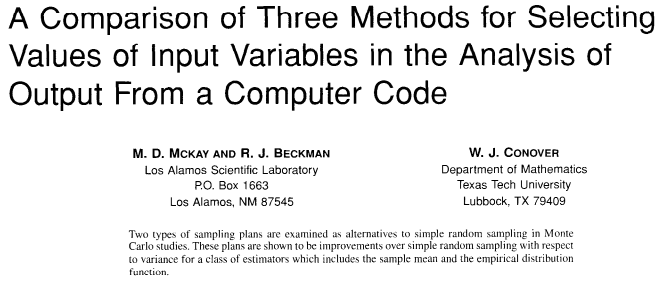 A Comparison of Three Methods for Selecting
Values of Input Variables in the Analysis of
Output From a Computer Code
M. D. MCKAY AND R. J. BECKMAN
Los Alamos Scientific Laboratory
P.O. Box 1663
Los Alamos, NM 87545
W. J. CONOVER
Department of Mathematics
Texas Tech University
Lubbock, TX 79409
Two types of sampling plans are examined as alternatives to simple random sampling in Monte
Carlo studies. These plans are shown to be improvements over simple random sampling with respect
to variance for a class of estimators which includes the sample mean and the empirical distribution
function.